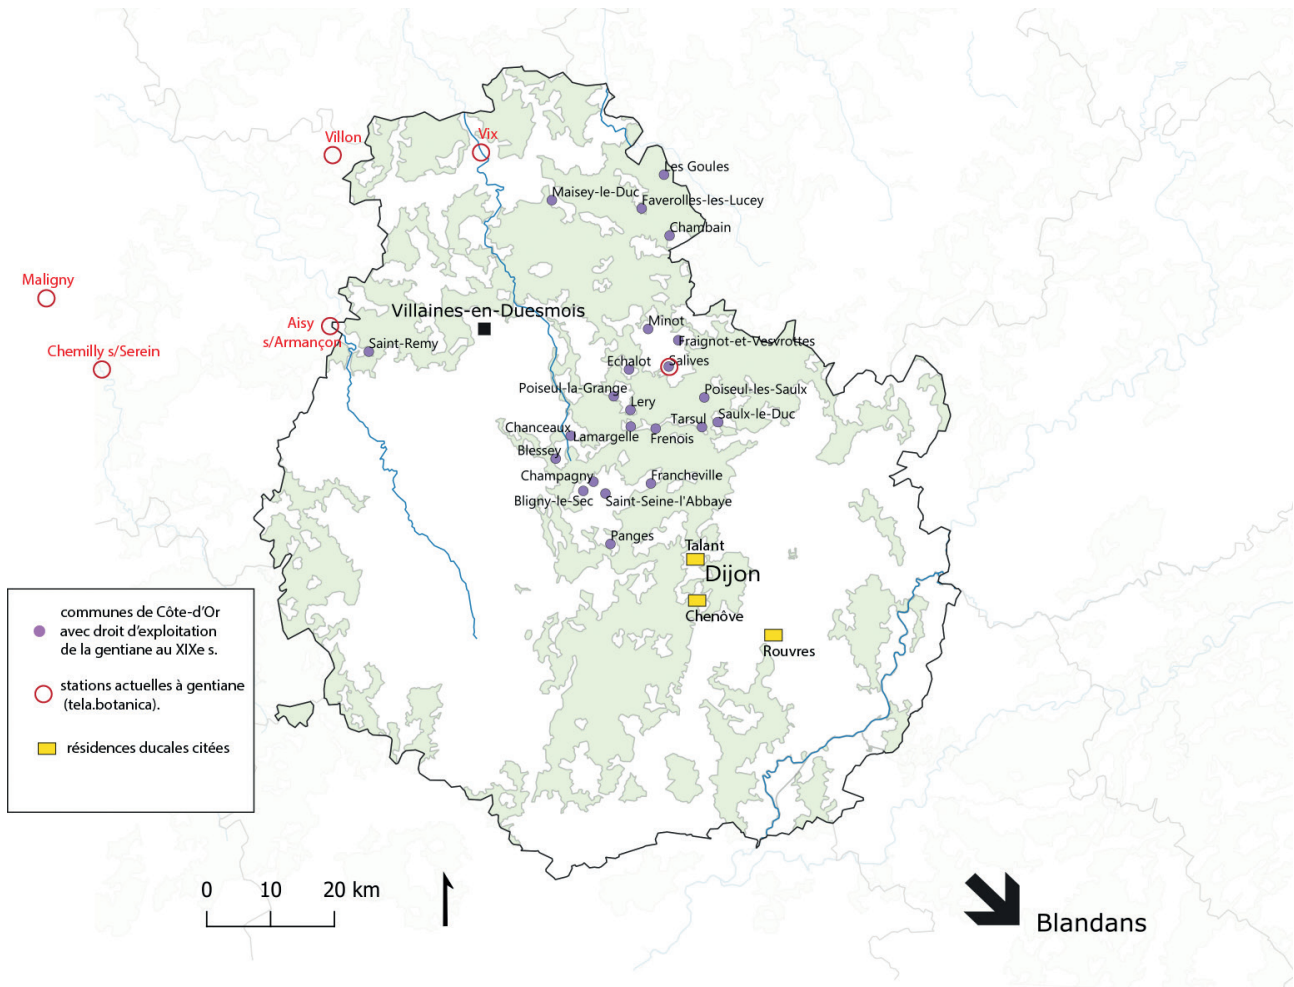 Villon
Vix
Les Goules
Maisey-le-Duc
Faverolles-les-Lucey
Chambain
Maligny
Villaines-en-Duesmois
Aisy
s/Armançon
Chemilly s/Serein
Saint-Remy
Minot
Fraignot-et-Vesvrottes
Echalot
Salives
Poiseul-la-Grange
Poiseul-les-Saulx
Lery
Tarsul
Saulx-le-Duc
Chanceaux
Lamargelle
Frenois
Blessey
Champagny
Francheville
Bligny-le-Sec
Saint-Seine-l'Abbaye
Panges
Talant
Dijon
Chenôve
Rouvres
communes de Côte-d'Or
avec droit d'exploitation
de la gentiane au XIXe s.
stations actuelles à gentiane
(tela.botanica).
résidences ducales citées
0 10 20 km
Blandans